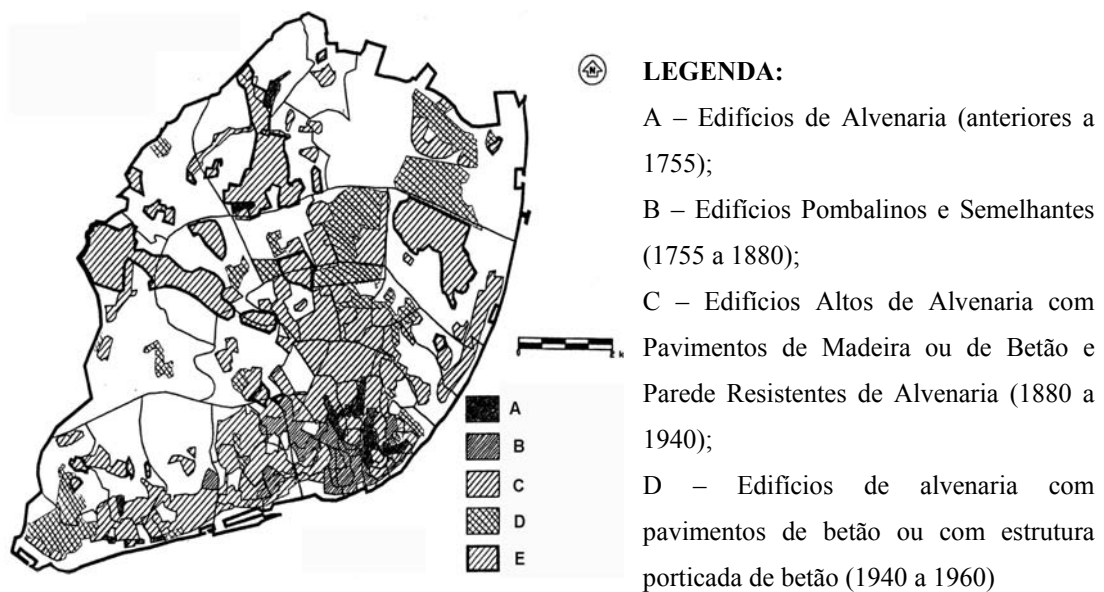 N
LEGENDA:
A – Edifícios de Alvenaria (anteriores a
1755);
B – Edifícios Pombalinos e Semelhantes
(1755 a 1880);
C – Edifícios Altos de Alvenaria com
Pavimentos de Madeira ou de Betão e
Parede Resistentes de Alvenaria (1880 a
1940);
D – Edifícios de alvenaria com
pavimentos de betão ou com estrutura
porticada de betão (1940 a 1960)
0 2 k
A
B
C
D
E